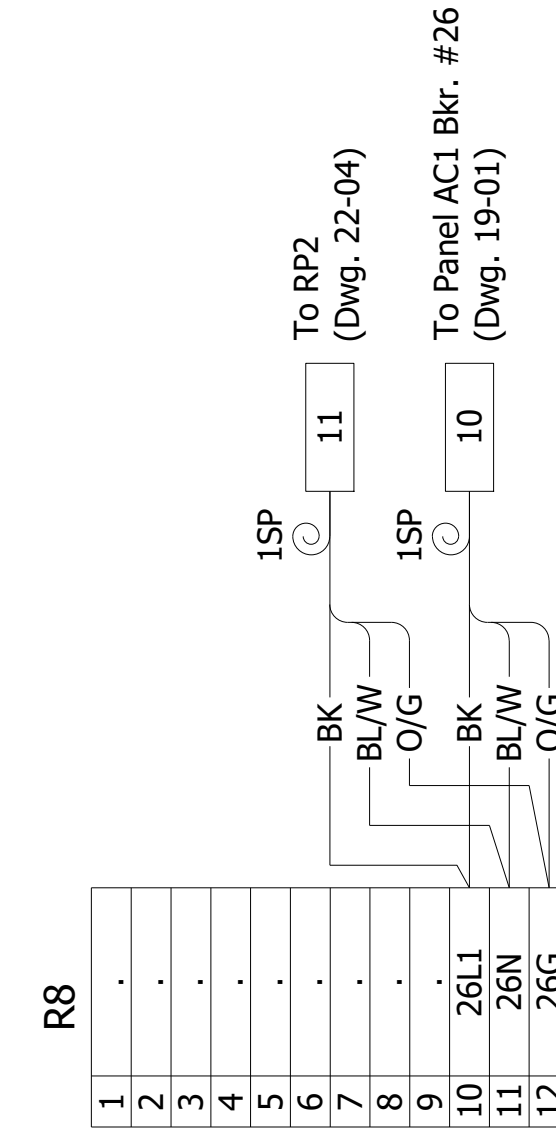 R8
1 .
2 .
3 .
4 .
5 .
6 .
7 .
8 .
9 .
10 26L1
11 26N
12 26G
BK
BL/W
O/G
1SP
11
To RP2
(Dwg. 22-04)
BK
BL/W
O/G
1SP
10
To Panel AC1 Bkr. #26
(Dwg. 19-01)